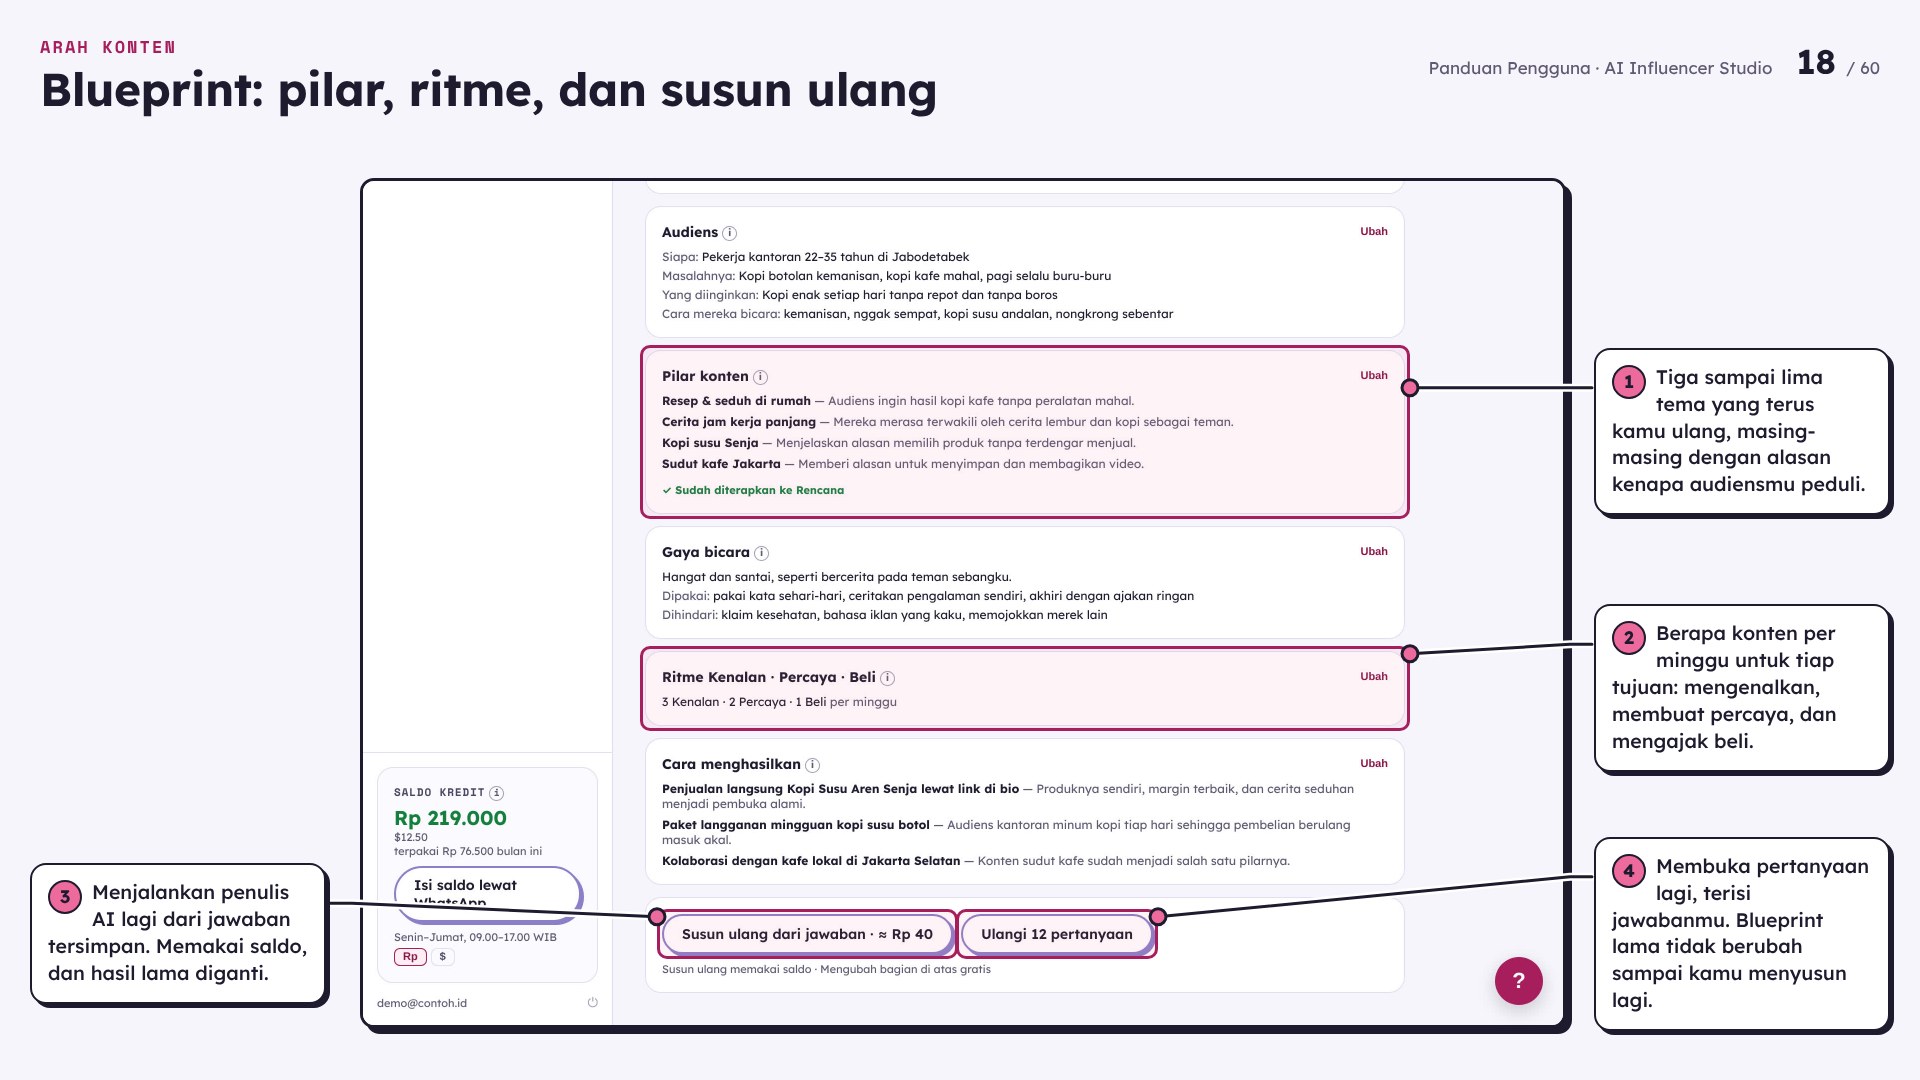 ARAH KONTEN
Blueprint: pilar, ritme, dan susun ulang
Panduan Pengguna · AI Influencer Studio 18 / 60
Audiens i
Ubah
Siapa: Pekerja kantoran 22–35 tahun di Jabodetabek
Masalahnya: Kopi botolan kemanisan, kopi kafe mahal, pagi selalu buru-buru
Yang diinginkan: Kopi enak setiap hari tanpa repot dan tanpa boros
Cara mereka bicara: kemanisan, nggak sempat, kopi susu andalan, nongkrong sebentar
Pilar konten i
Ubah
Resep & seduh di rumah — Audiens ingin hasil kopi kafe tanpa peralatan mahal.
Cerita jam kerja panjang — Mereka merasa terwakili oleh cerita lembur dan kopi sebagai teman.
Kopi susu Senja — Menjelaskan alasan memilih produk tanpa terdengar menjual.
Sudut kafe Jakarta — Memberi alasan untuk menyimpan dan membagikan video.
✓ Sudah diterapkan ke Rencana
Gaya bicara i
Ubah
Hangat dan santai, seperti bercerita pada teman sebangku.
Dipakai: pakai kata sehari-hari, ceritakan pengalaman sendiri, akhiri dengan ajakan ringan
Dihindari: klaim kesehatan, bahasa iklan yang kaku, memojokkan merek lain
Ritme Kenalan · Percaya · Beli i
Ubah
3 Kenalan · 2 Percaya · 1 Beli per minggu
Cara menghasilkan i
Ubah
Penjualan langsung Kopi Susu Aren Senja lewat link di bio — Produknya sendiri, margin terbaik, dan cerita seduhan
menjadi pembuka alami.
Paket langganan mingguan kopi susu botol — Audiens kantoran minum kopi tiap hari sehingga pembelian berulang
masuk akal.
Kolaborasi dengan kafe lokal di Jakarta Selatan — Konten sudut kafe sudah menjadi salah satu pilarnya.
Susun ulang dari jawaban · ≈ Rp 40
Ulangi 12 pertanyaan
Susun ulang memakai saldo · Mengubah bagian di atas gratis
?
SALDO KREDIT i
Rp 219.000
$12.50
terpakai Rp 76.500 bulan ini
Isi saldo lewat
WhatsApp
Senin–Jumat, 09.00–17.00 WIB
Rp $
demo@contoh.id
1 Tiga sampai lima
tema yang terus
kamu ulang, masing-
masing dengan alasan
kenapa audiensmu peduli.
2 Berapa konten per
minggu untuk tiap
tujuan: mengenalkan,
membuat percaya, dan
mengajak beli.
3 Menjalankan penulis
AI lagi dari jawaban
tersimpan. Memakai saldo,
dan hasil lama diganti.
4 Membuka pertanyaan
lagi, terisi
jawabanmu. Blueprint
lama tidak berubah
sampai kamu menyusun
lagi.